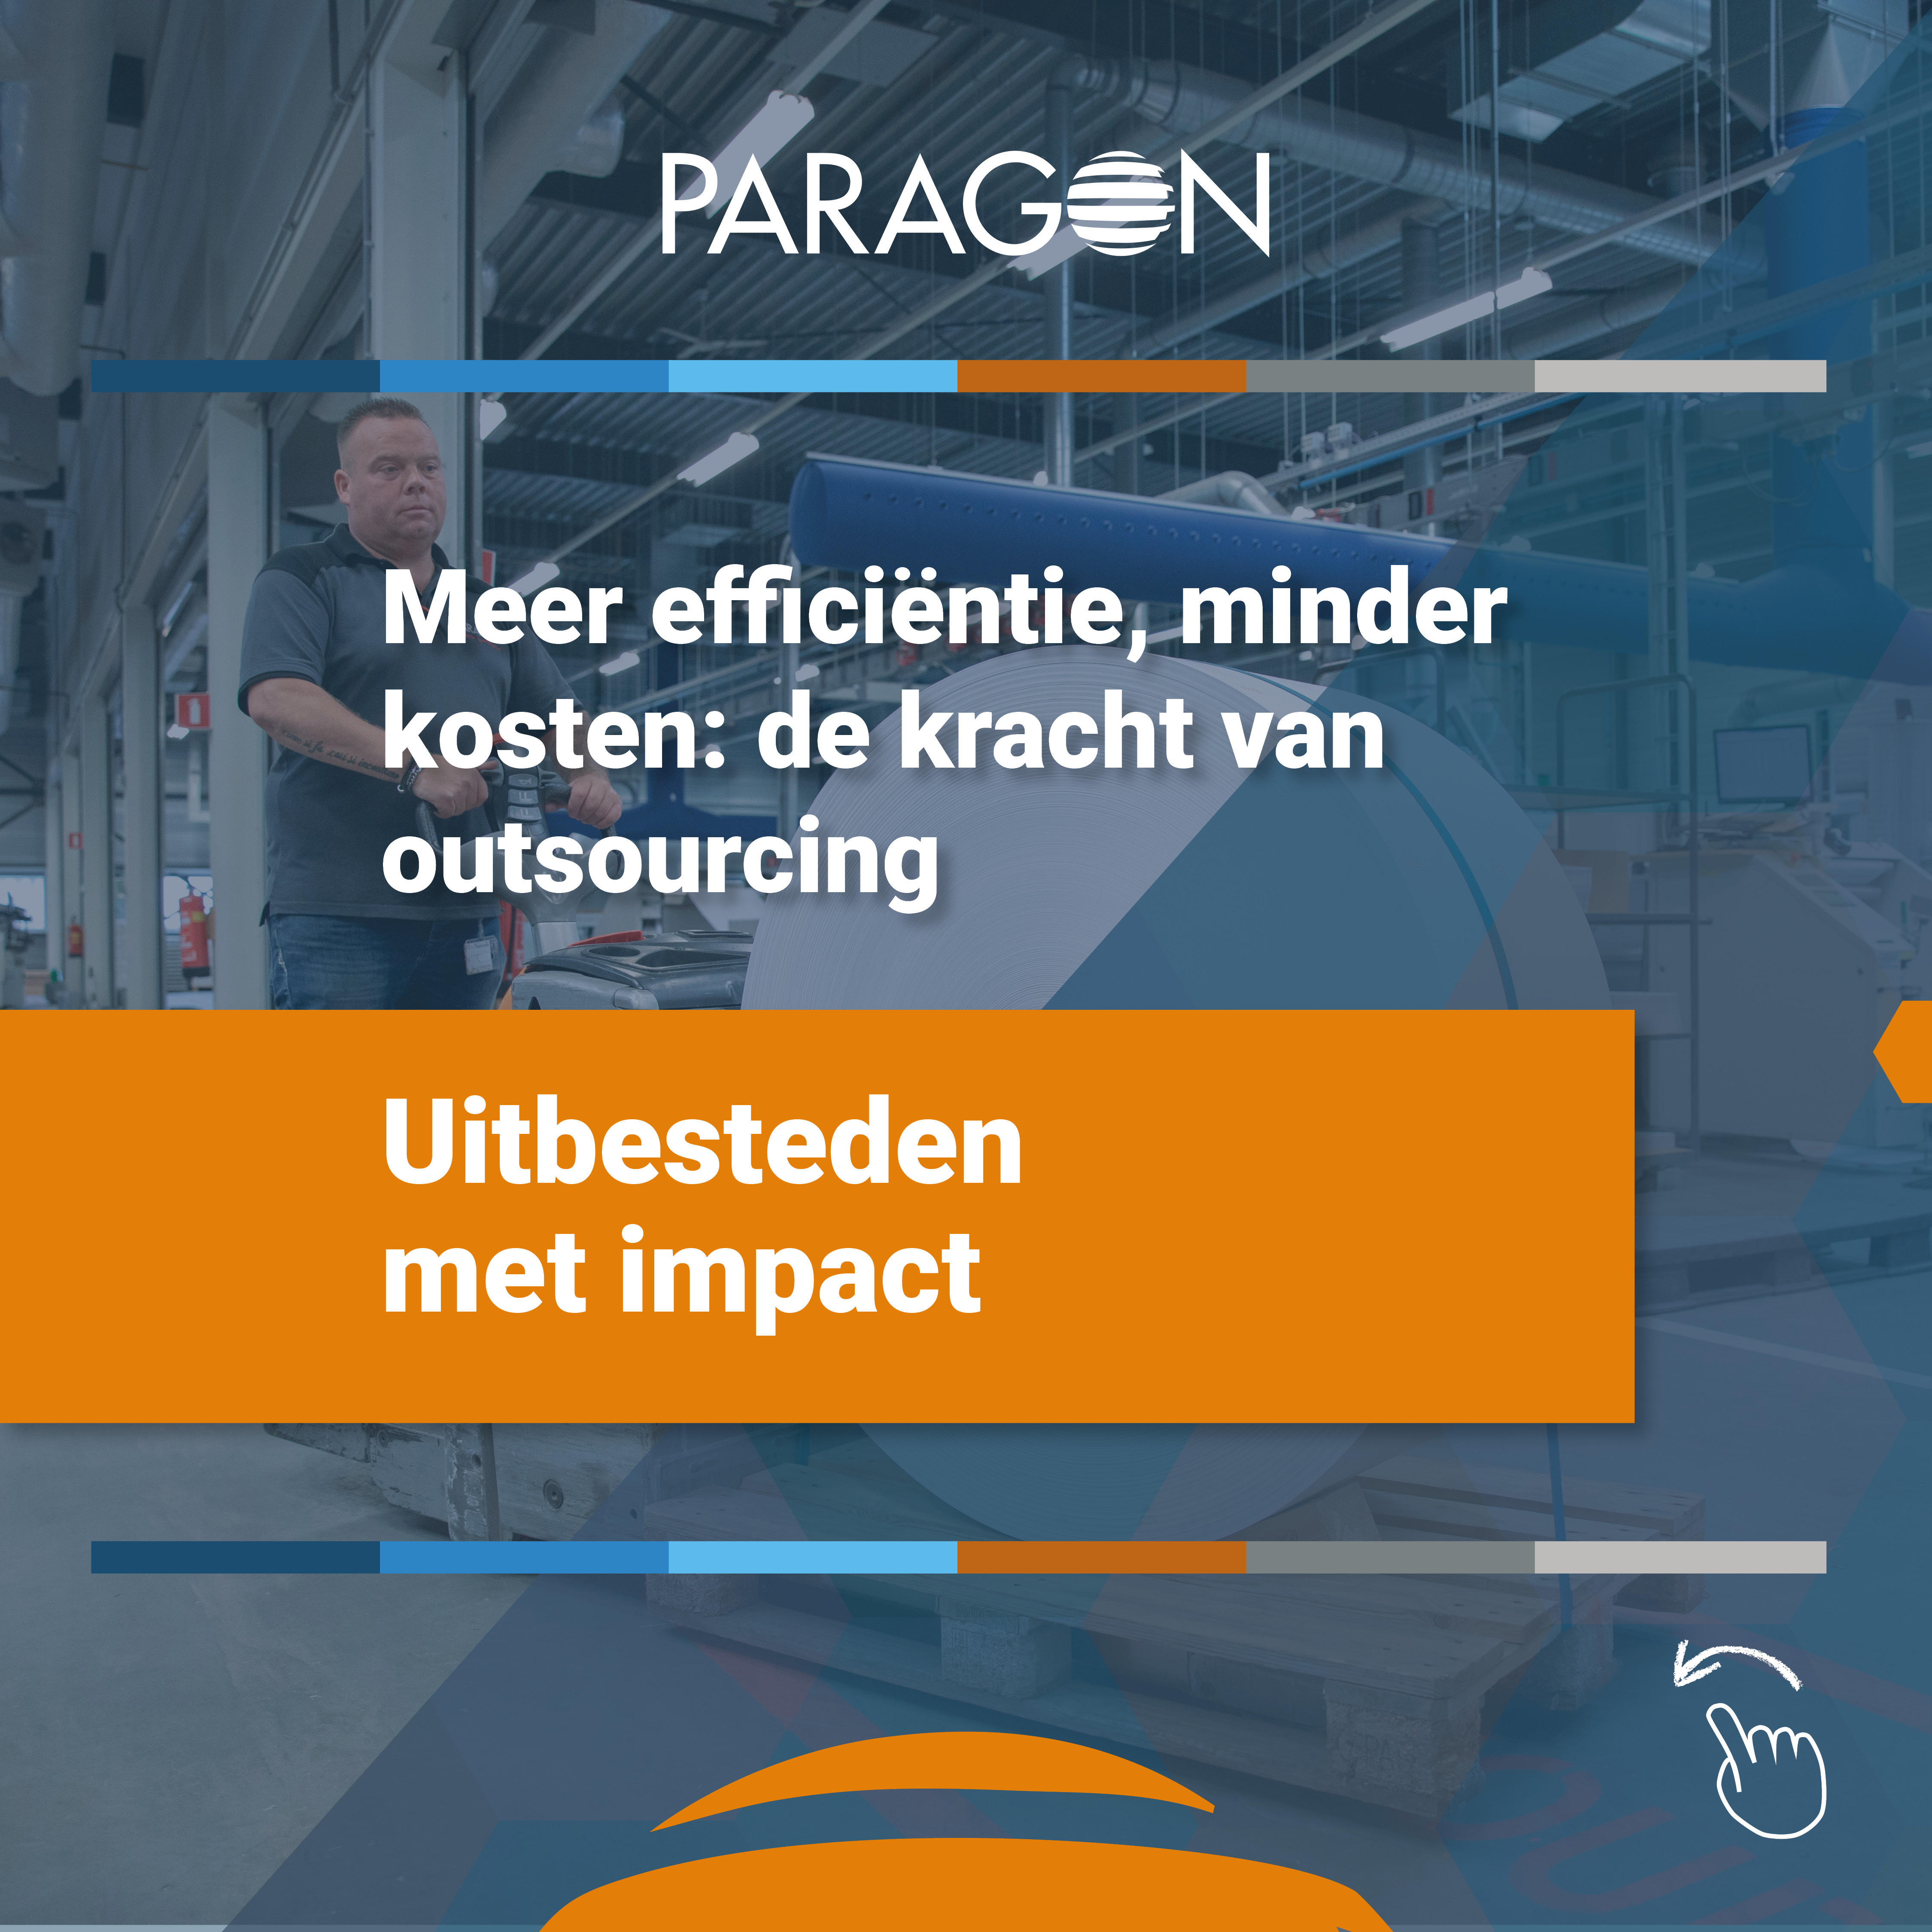 PARAGON
Meer efficiëntie, minder
kosten: de kracht van
outsourcing
Uitbesteden
met impact